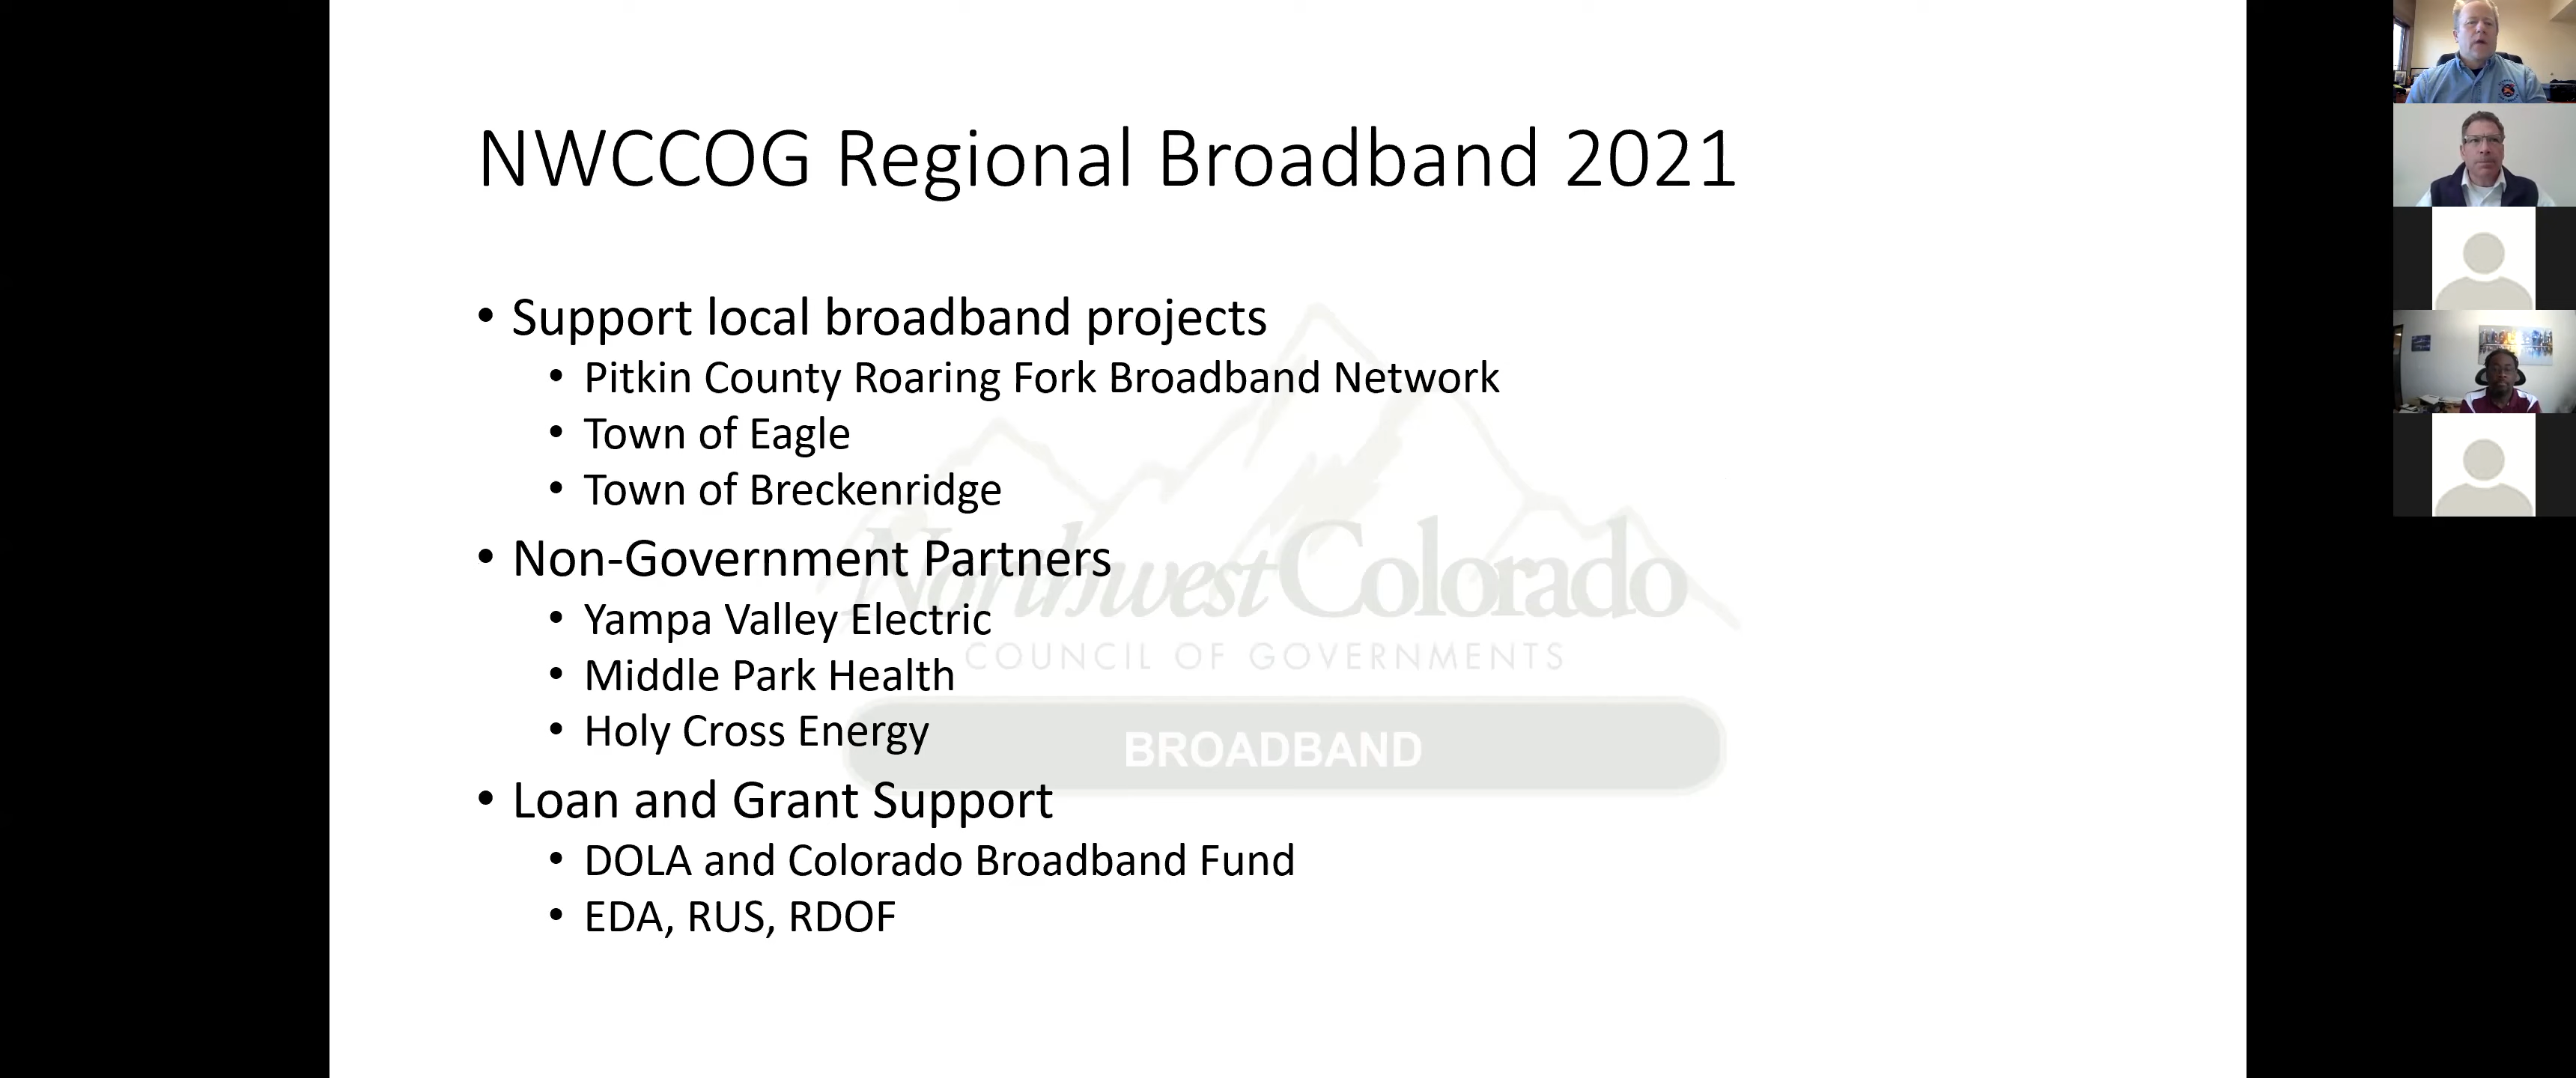 NWCCOG Regional Broadband 2021
• Support local broadband projects
• Pitkin County Roaring Fork Broadband Network
• Town of Eagle
• Town of Breckenridge
• Non-Government Partners
• Yampa Valley Electric
• Middle Park Health
• Holy Cross Energy
• Loan and Grant Support
• DOLA and Colorado Broadband Fund
• EDA, RUS, RDOF
Northwest Colorado
COUNCIL OF GOVERNMENTS
BROADBAND